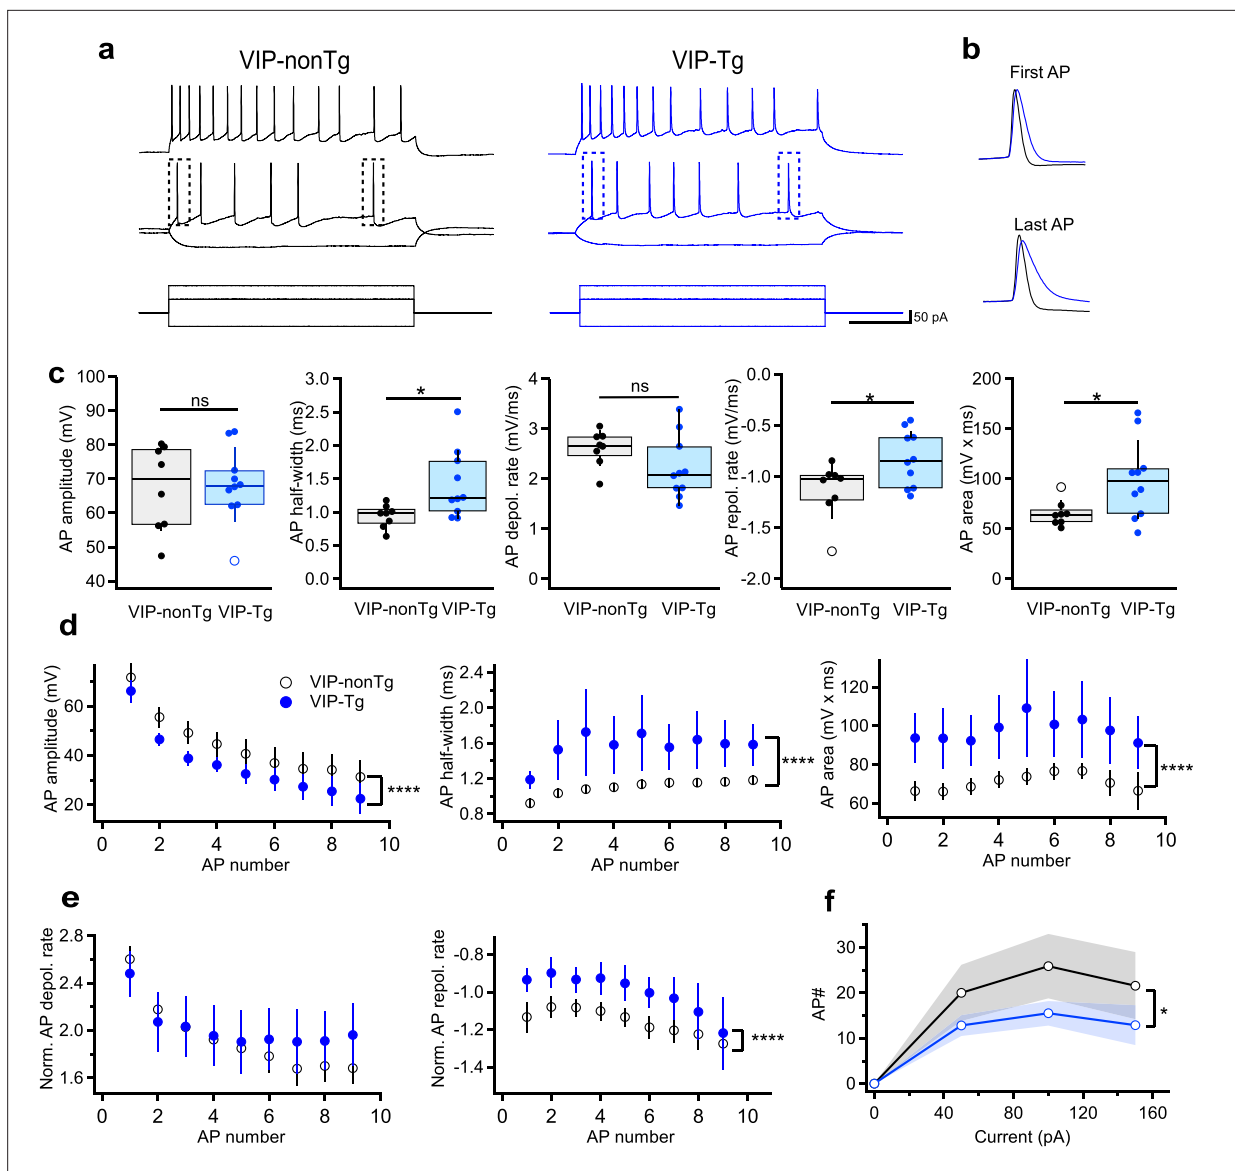 a
VIP-nonTg
VIP-Tg
50 pA
b
First AP
Last AP
c
AP amplitude (mV)
100
90
80
70
60
50
40
ns
VIP-nonTg
VIP-Tg
AP half-width (ms)
3.0
2.5
2.0
1.5
1.0
0.5
0.0
*
VIP-nonTg
VIP-Tg
AP depol. rate (mV/ms)
4
3
2
1
0
ns
VIP-nonTg
VIP-Tg
AP repol. rate (mV/ms)
0.0
-0.5
-1.0
-1.5
-2.0
*
VIP-nonTg
VIP-Tg
AP area (mV x ms)
200
150
100
50
0
*
VIP-nonTg
VIP-Tg
d
AP amplitude (mV)
60
40
20
VIP-nonTg
VIP-Tg
****
0 2 4 6 8 10
AP number
AP half-width (ms)
2.4
2.0
1.6
1.2
0.8
****
0 2 4 6 8 10
AP number
AP area (mV x ms)
120
100
80
60
****
0 2 4 6 8 10
AP number
e
Norm. AP depol. rate
2.8
2.4
2.0
1.6
0 2 4 6 8 10
AP number
Norm. AP repol. rate
-0.8
-1.0
-1.2
-1.4
****
0 2 4 6 8 10
AP number
f
AP#
30
20
10
0
*
0 40 80 120 160
Current (pA)